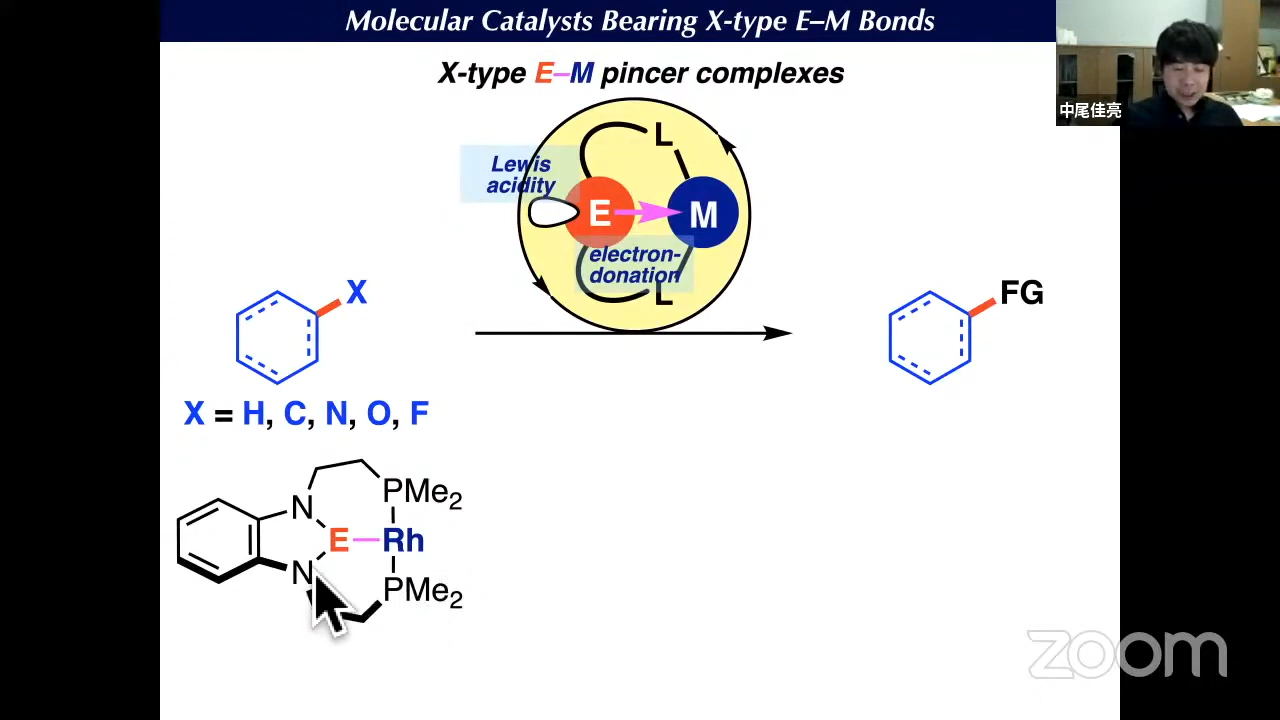 Molecular Catalysts Bearing X-type E–M Bonds
X-type E–M pincer complexes
中尾佳亮
L
Lewis
acidity
E
M
electron-
donation
L
X
FG
X = H, C, N, O, F
N
PMe2
E
Rh
N
PMe2
zoom